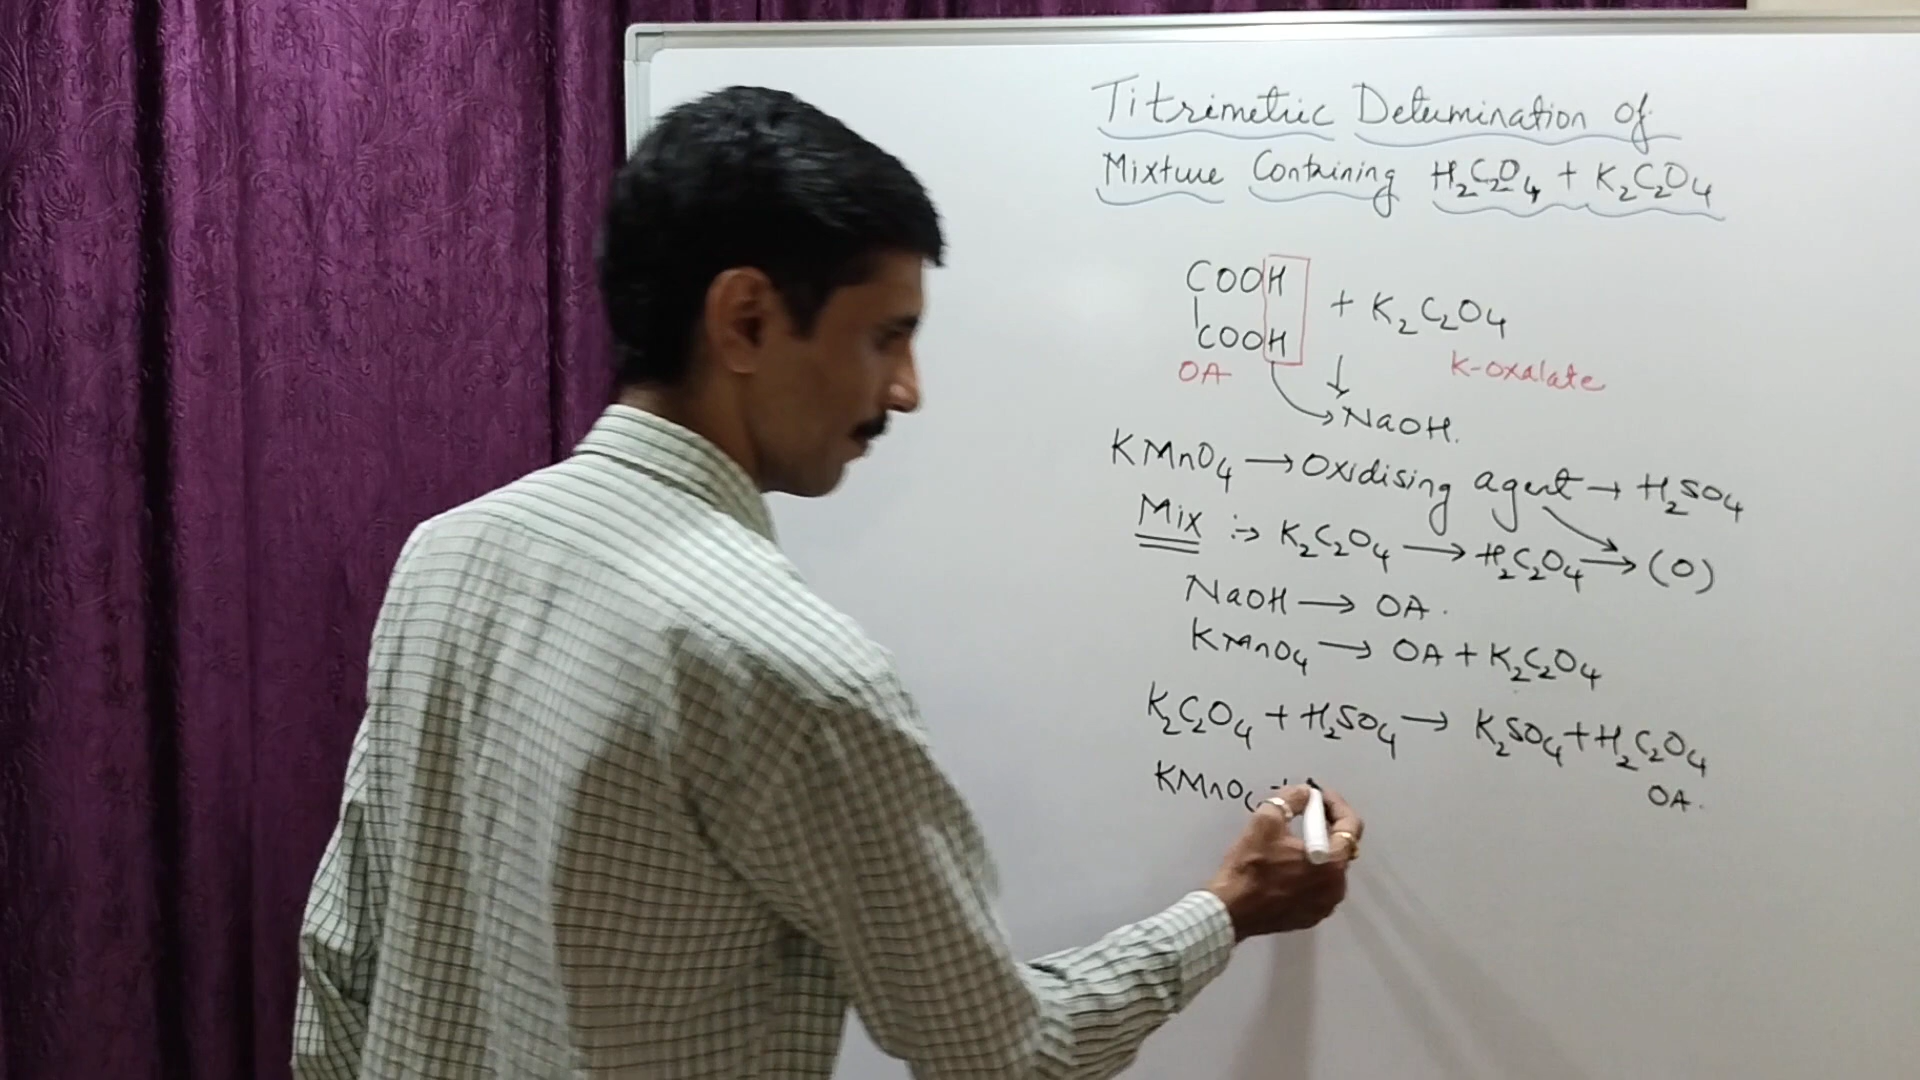 Titrimetric Determination of
Mixture Containing H₂C₂O₄ + K₂C₂O₄
COOH
|
COOH
+ K₂C₂O₄
OA
K-oxalate
↓
→ NaOH.
KMnO₄ → Oxidising agent → H₂SO₄
Mix :→ K₂C₂O₄ → H₂C₂O₄ → (O)
NaOH → OA.
KMnO₄ → OA + K₂C₂O₄
K₂C₂O₄ + H₂SO₄ → K₂SO₄ + H₂C₂O₄
OA.
KMnO